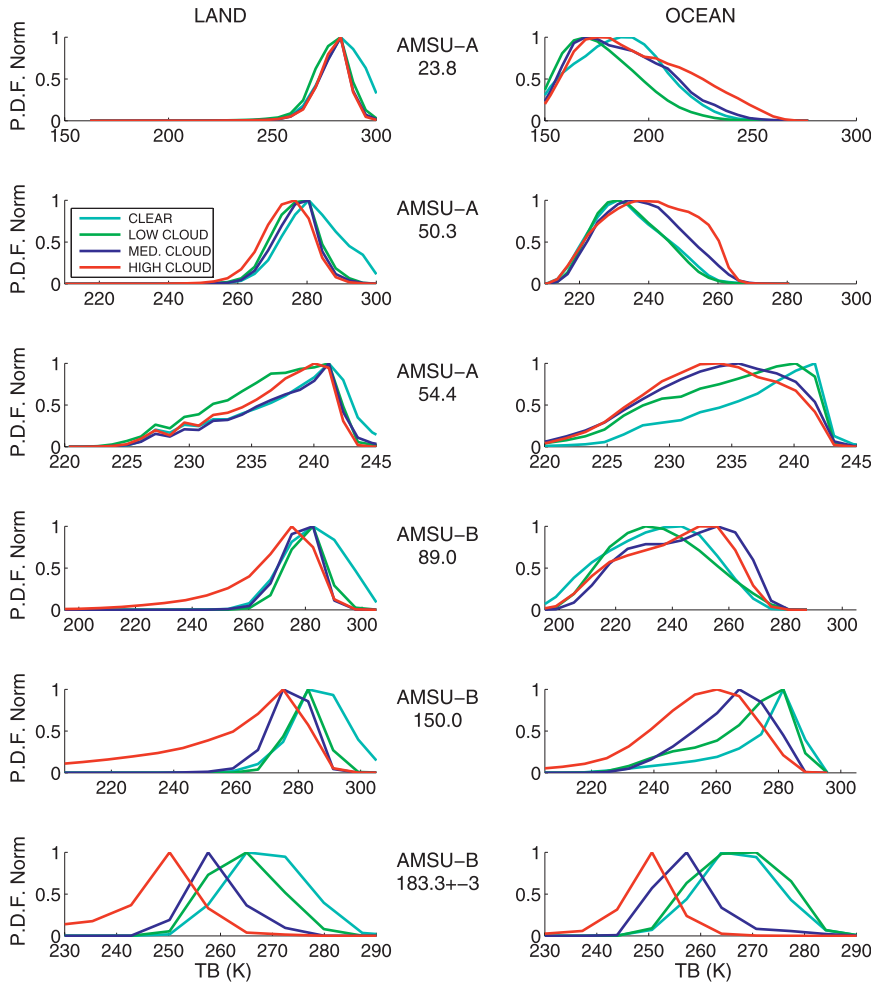 LAND
OCEAN
P.D.F. Norm
1
0.5
0
150 200 250 300
AMSU-A
23.8
1
0.5
0
150 200 250 300
P.D.F. Norm
1
0.5
0
CLEAR
LOW CLOUD
MED. CLOUD
HIGH CLOUD
220 240 260 280 300
AMSU-A
50.3
1
0.5
0
220 240 260 280 300
P.D.F. Norm
1
0.5
0
220 225 230 235 240 245
AMSU-A
54.4
1
0.5
0
220 225 230 235 240 245
P.D.F. Norm
1
0.5
0
200 220 240 260 280 300
AMSU-B
89.0
1
0.5
0
200 220 240 260 280 300
P.D.F. Norm
1
0.5
0
220 240 260 280 300
AMSU-B
150.0
1
0.5
0
220 240 260 280 300
P.D.F. Norm
1
0.5
0
230 240 250 260 270 280 290
TB (K)
AMSU-B
183.3+-3
1
0.5
0
230 240 250 260 270 280 290
TB (K)